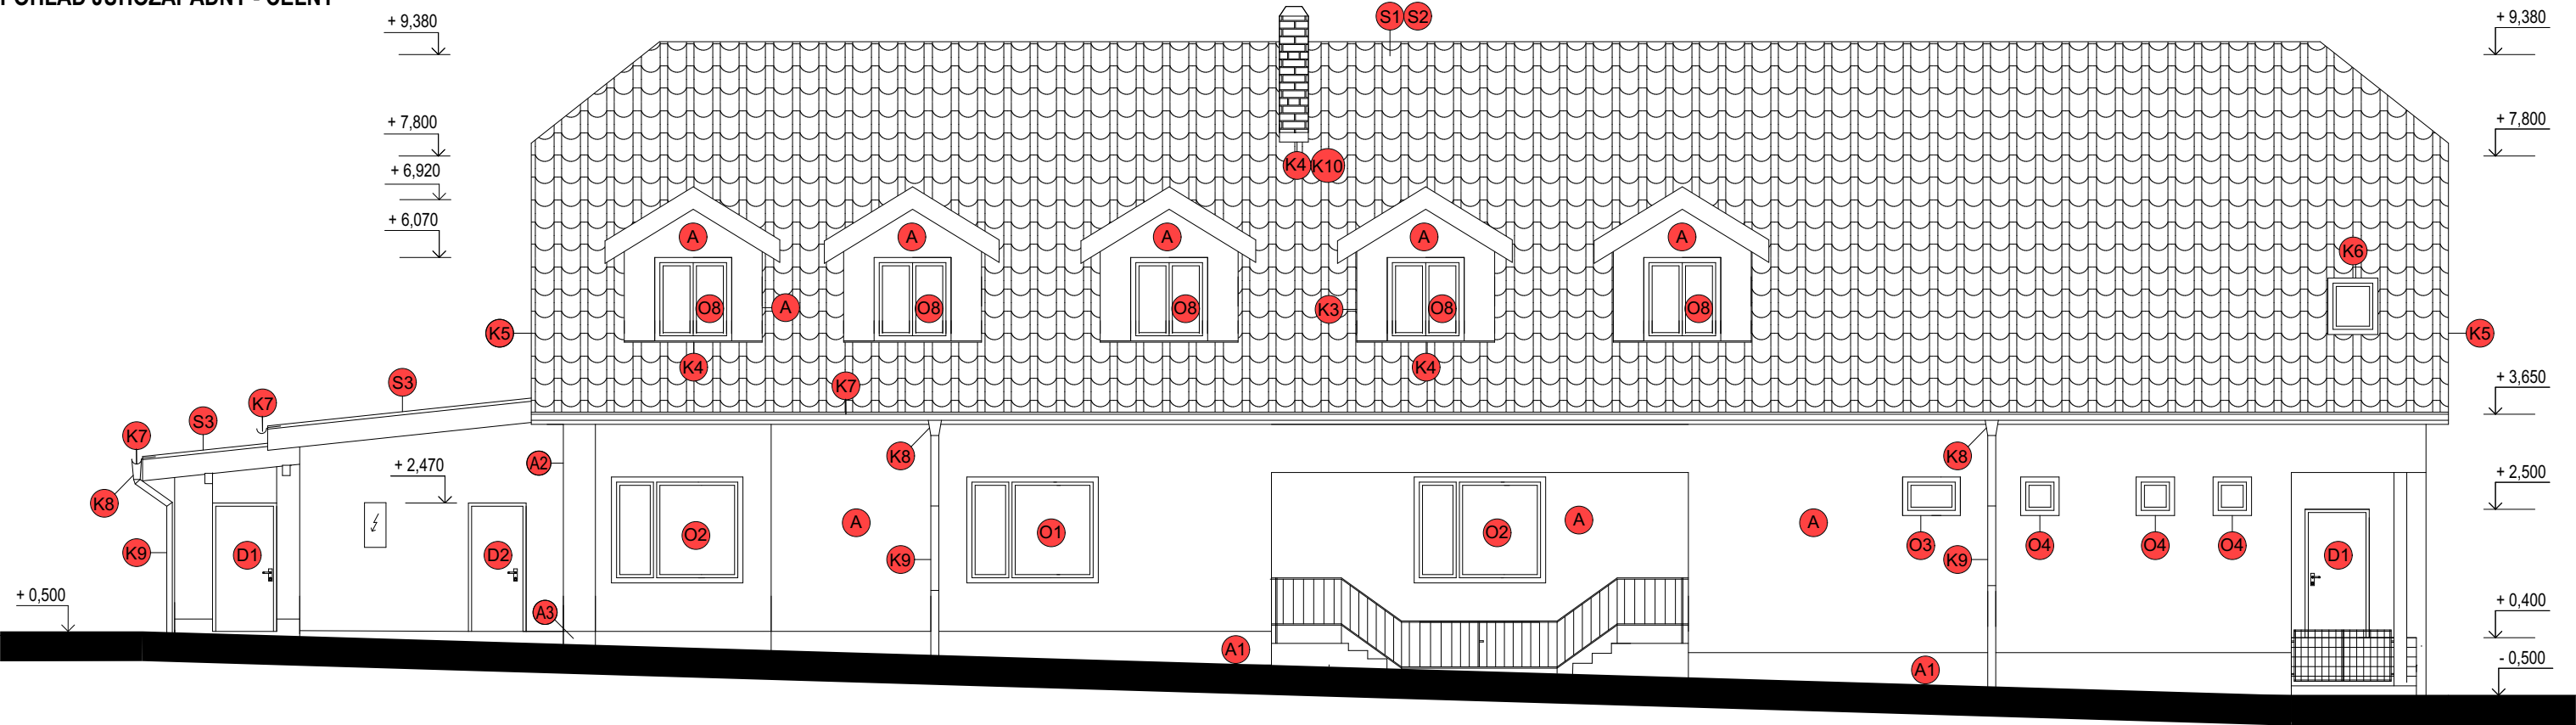 POHĽAD JUHOZÁPADNÝ - ČELNÝ
+ 9,380
S1 S2
+ 9,380
+ 7,800
+ 7,800
K4 K10
+ 6,920
+ 6,070
A A A A A
K6
O8 A O8 O8 K3 O8 O8
K5
K5
K4 K7 K4
S3
+ 3,650
K7
S3
K7
K8
K8
A2
+ 2,470
+ 2,500
K8
A A A
O2 O1 O2
O3 O4 O4 O4
K9 D1 D2 K9 K9 D1
+ 0,500
A3
+ 0,400
A1
A1
- 0,500